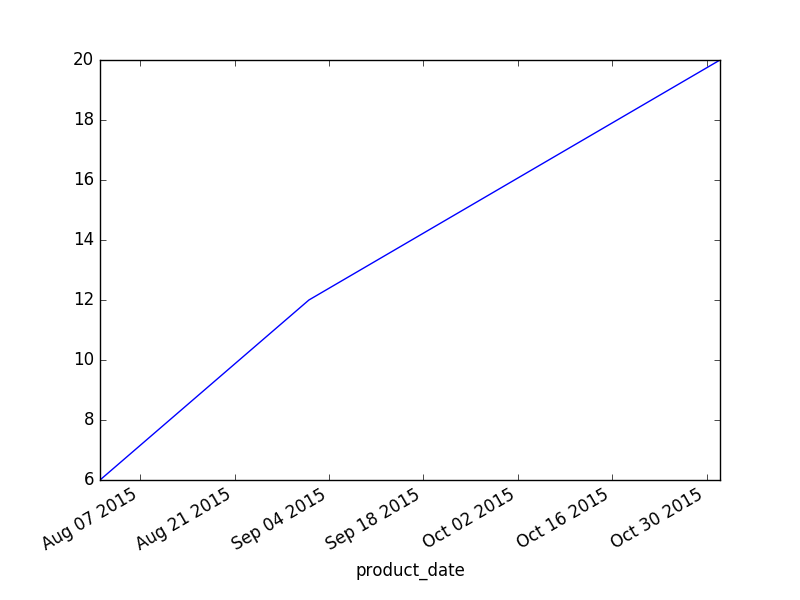 20
18
16
14
12
10
8
6
Aug 07 2015
Aug 21 2015
Sep 04 2015
Sep 18 2015
Oct 02 2015
Oct 16 2015
Oct 30 2015
product_date